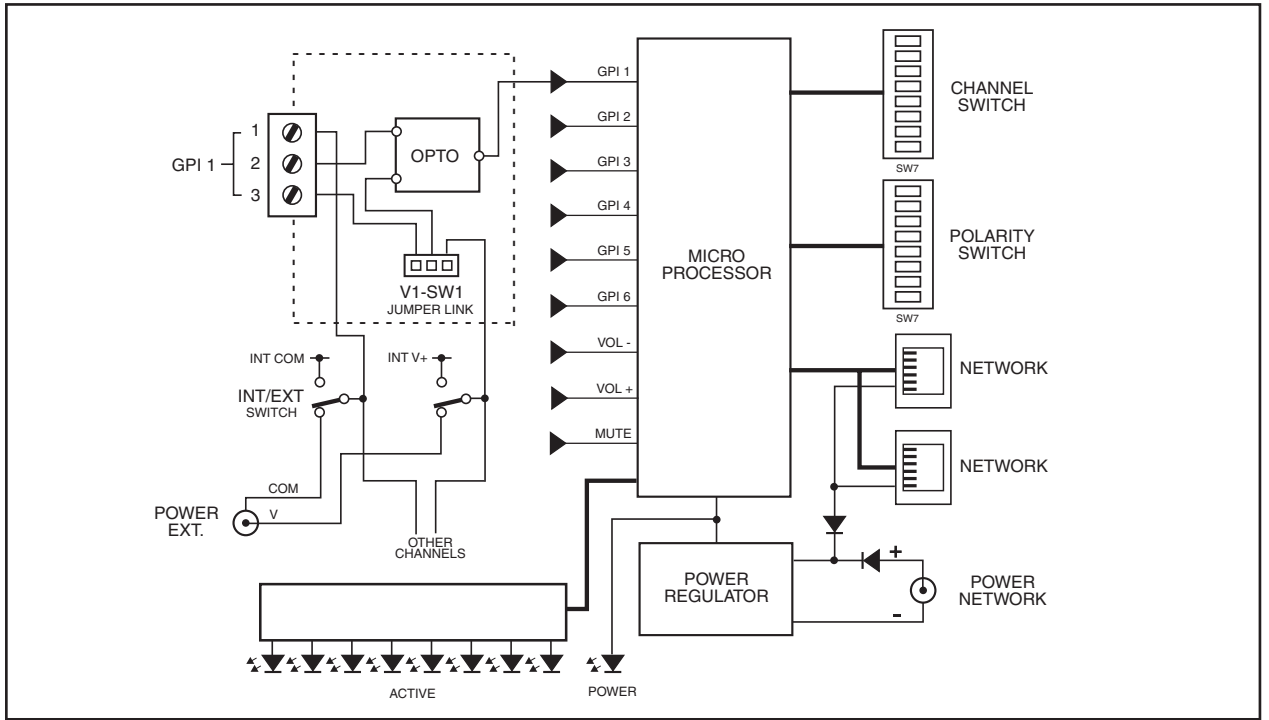 GPI 1
1
2
3
OPTO
V1-SW1
JUMPER LINK
INT COM
INT V+
INT/EXT
SWITCH
COM
V
POWER
EXT.
OTHER
CHANNELS
GPI 1
GPI 2
GPI 3
GPI 4
GPI 5
GPI 6
VOL -
VOL +
MUTE
MICRO
PROCESSOR
CHANNEL
SWITCH
SW7
POLARITY
SWITCH
SW7
NETWORK
NETWORK
POWER
REGULATOR
+
-
POWER
NETWORK
ACTIVE
POWER